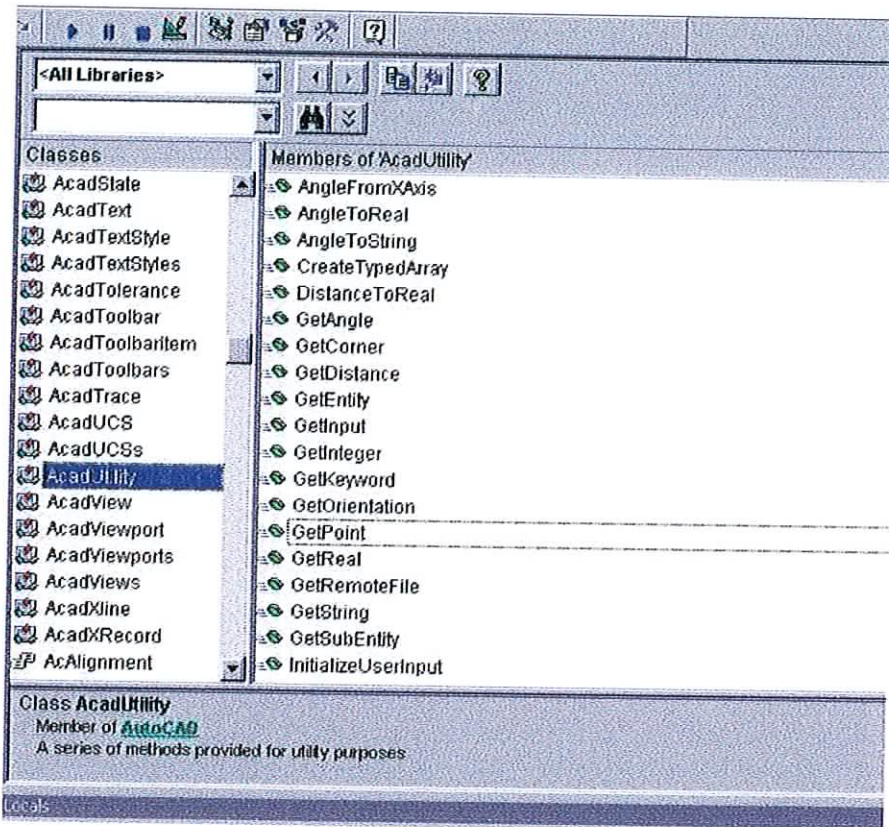 <All Libraries>
Classes
AcadState
AcadText
AcadTextStyle
AcadTextStyles
AcadTolerance
AcadToolbar
AcadToolbarItem
AcadToolbars
AcadTrace
AcadUCS
AcadUCSs
AcadUtility
AcadView
AcadViewport
AcadViewports
AcadViews
AcadXline
AcadXRecord
AcAlignment
Members of 'AcadUtility'
AngleFromXAxis
AngleToReal
AngleToString
CreateTypedArray
DistanceToReal
GetAngle
GetCorner
GetDistance
GetEntity
GetInput
GetInteger
GetKeyword
GetOrientation
GetPoint
GetReal
GetRemoteFile
GetString
GetSubEntity
InitializeUserInput
Class AcadUtility
Member of AutoCAD
A series of methods provided for utility purposes
Locals